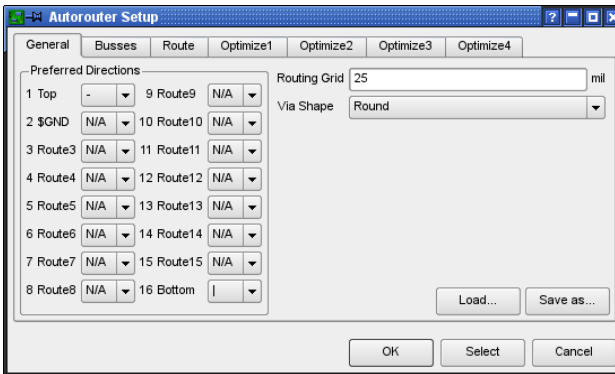 Autorouter Setup
General Busses Route Optimize1 Optimize2 Optimize3 Optimize4
Preferred Directions
1 Top - 9 Route9 N/A
2 $GND N/A 10 Route10 N/A
3 Route3 N/A 11 Route11 N/A
4 Route4 N/A 12 Route12 N/A
5 Route5 N/A 13 Route13 N/A
6 Route6 N/A 14 Route14 N/A
7 Route7 N/A 15 Route15 N/A
8 Route8 N/A 16 Bottom |
Routing Grid 25 mil
Via Shape Round
Load... Save as...
OK Select Cancel